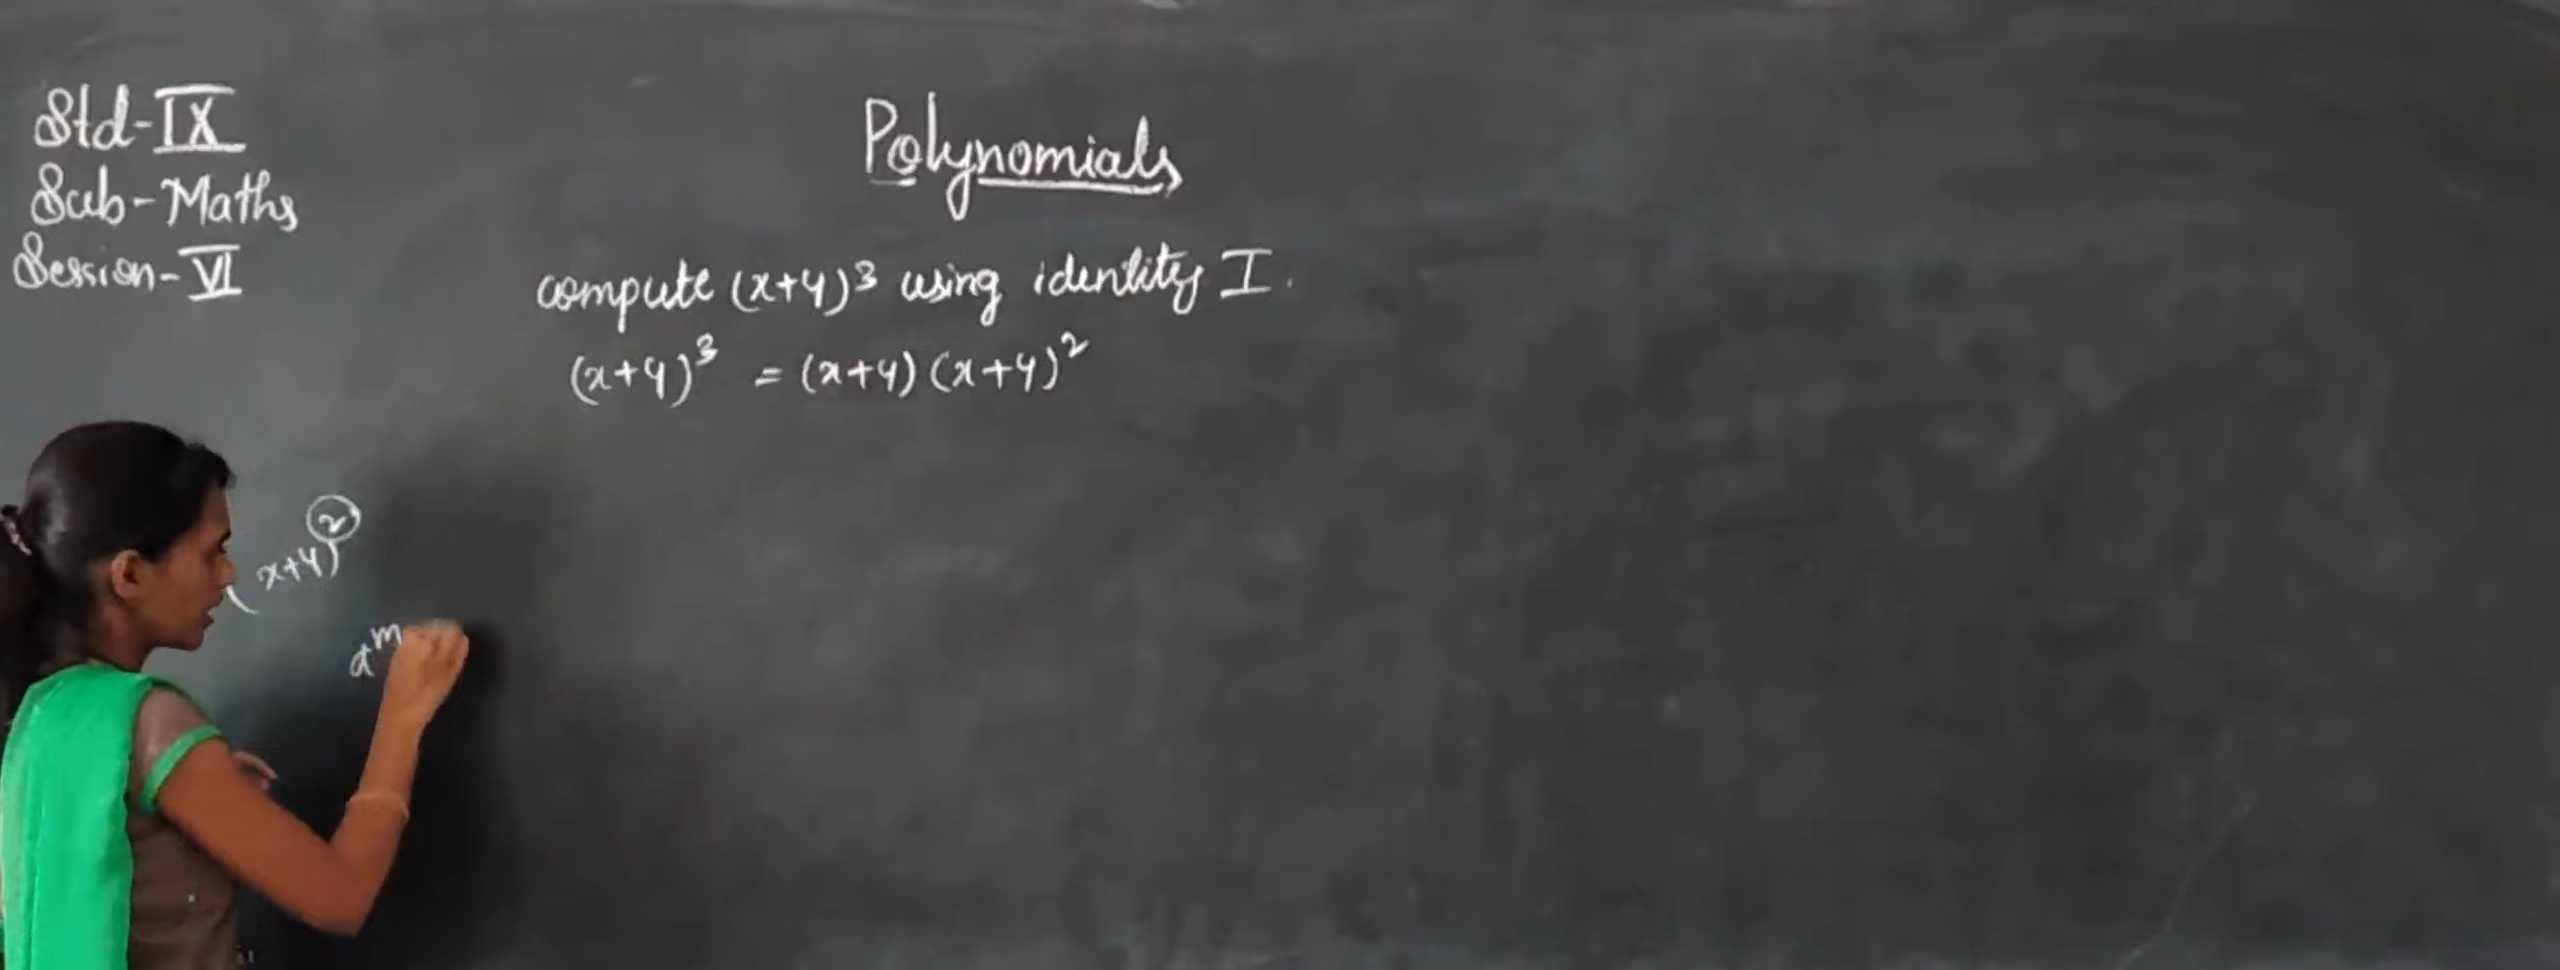 Std-IX
Sub-Maths
Session-VI
Polynomials
compute (x+4)³ using identity I.
(x+4)³ = (x+4)(x+4)²
(x+4)²
a^m